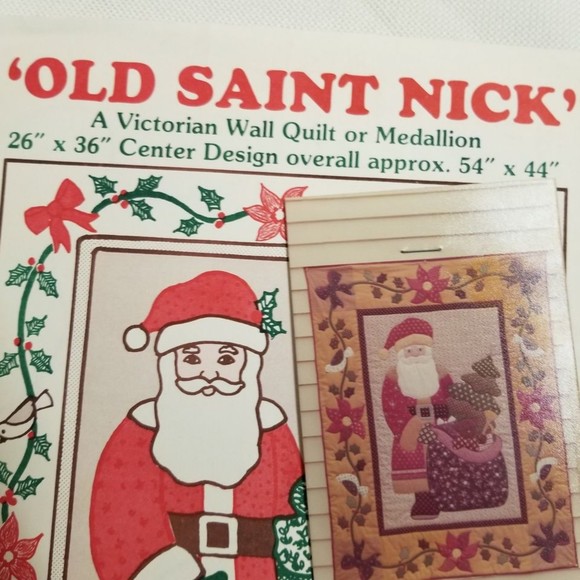 ‘OLD SAINT NICK’
A Victorian Wall Quilt or Medallion
26" x 36" Center Design overall approx. 54" x 44"